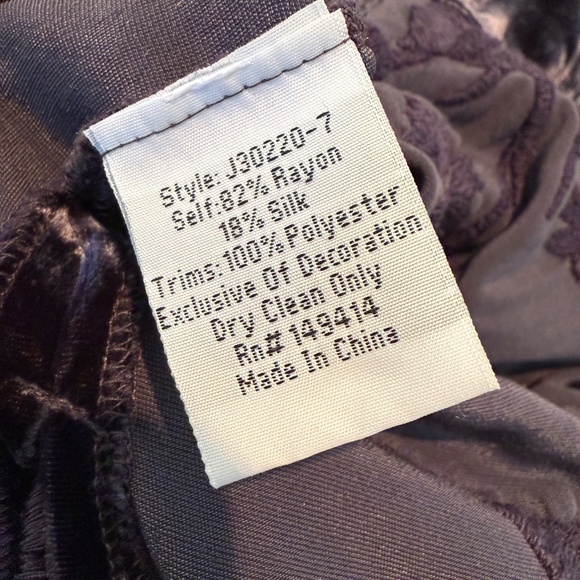 Style: J30220-7
Self:82% Rayon
18% Silk
Trims:100% Polyester
Exclusive Of Decoration
Dry Clean Only
Rn# 149414
Made In China